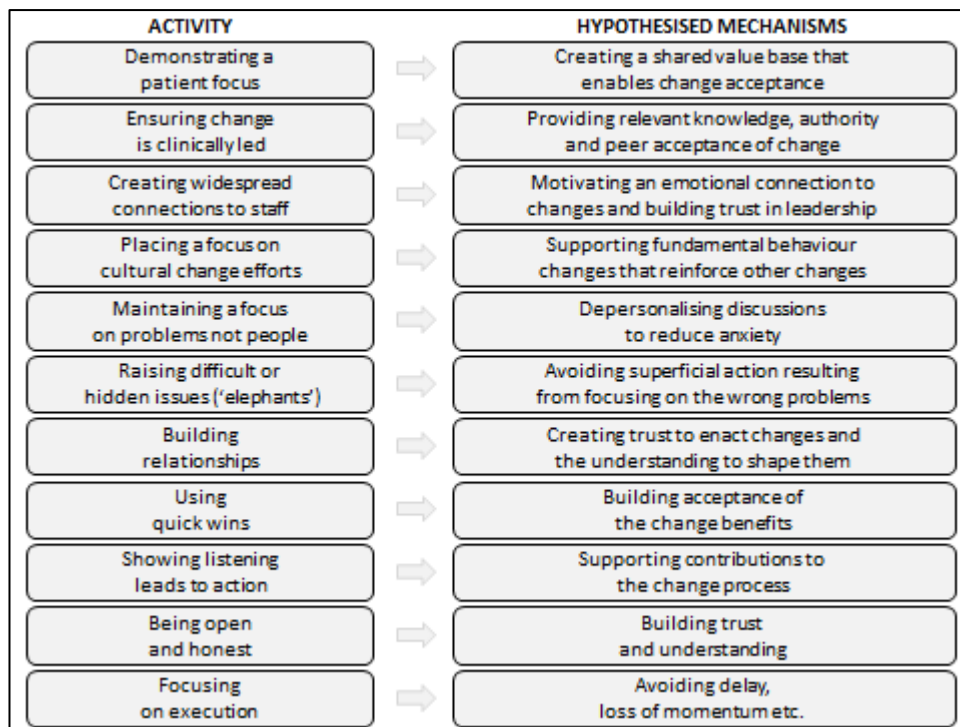 ACTIVITY
HYPOTHESISED MECHANISMS
Demonstrating a
patient focus
Creating a shared value base that
enables change acceptance
Ensuring change
is clinically led
Providing relevant knowledge, authority
and peer acceptance of change
Creating widespread
connections to staff
Motivating an emotional connection to
changes and building trust in leadership
Placing a focus on
cultural change efforts
Supporting fundamental behaviour
changes that reinforce other changes
Maintaining a focus
on problems not people
Depersonalising discussions
to reduce anxiety
Raising difficult or
hidden issues (‘elephants’)
Avoiding superficial action resulting
from focusing on the wrong problems
Building
relationships
Creating trust to enact changes and
the understanding to shape them
Using
quick wins
Building acceptance of
the change benefits
Showing listening
leads to action
Supporting contributions to
the change process
Being open
and honest
Building trust
and understanding
Focusing
on execution
Avoiding delay,
loss of momentum etc.